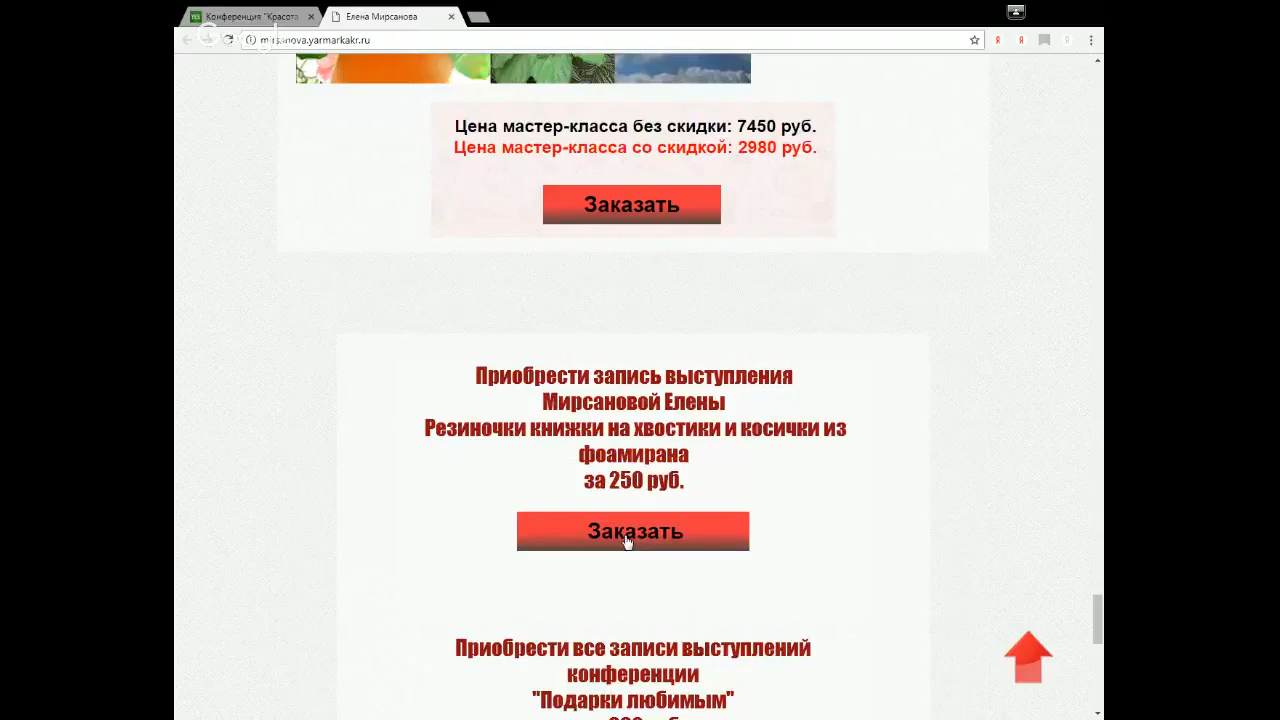 Конференция "Красота
Елена Мирсанова
mirsanova.yarmarkakr.ru
Цена мастер-класса без скидки: 7450 руб.
Цена мастер-класса со скидкой: 2980 руб.
Заказать
Приобрести запись выступления
Мирсановой Елены
Резиночки книжки на хвостики и косички из
фоамирана
за 250 руб.
Заказать
Приобрести все записи выступлений
конференции
"Подарки любимым"